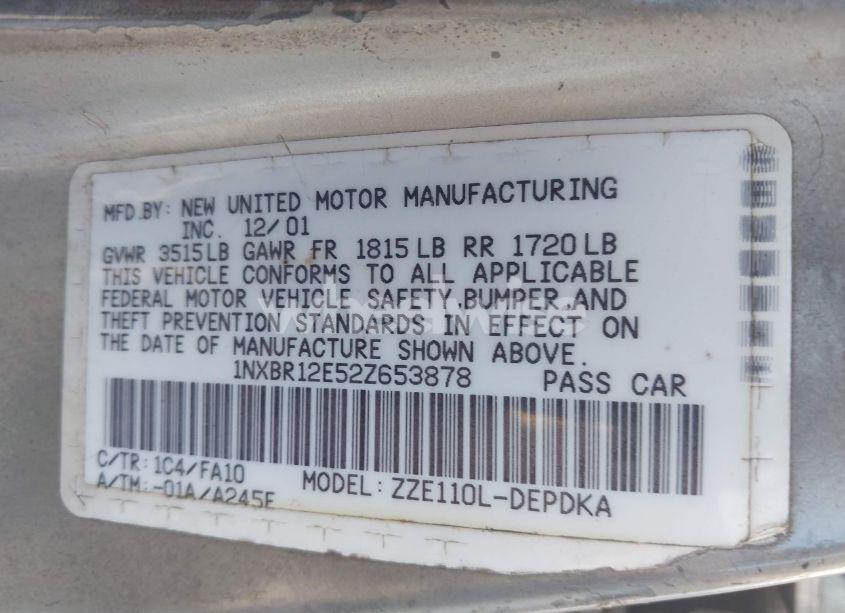 MFD.BY: NEW UNITED MOTOR MANUFACTURING
INC. 12/01
GVWR 3515LB GAWR FR 1815LB RR 1720LB
THIS VEHICLE CONFORMS TO ALL APPLICABLE
FEDERAL MOTOR VEHICLE SAFETY,BUMPER,AND
THEFT PREVENTION STANDARDS IN EFFECT ON
THE DATE OF MANUFACTURE SHOWN ABOVE.
1NXBR12E52Z653878 PASS CAR
C/TR:1C4/FA10
A/TM:-01A/A245E MODEL:ZZE110L-DEPDKA